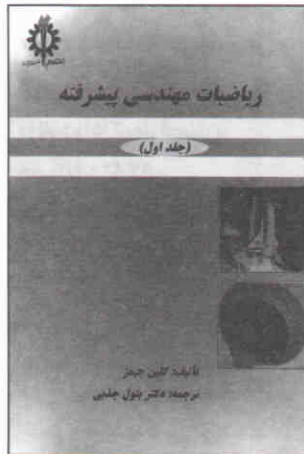 ریاضیات مهندسی پیشرفته
(جلد اول)
تألیف: گلین جیمز
ترجمه: دکتر بتول جذبی